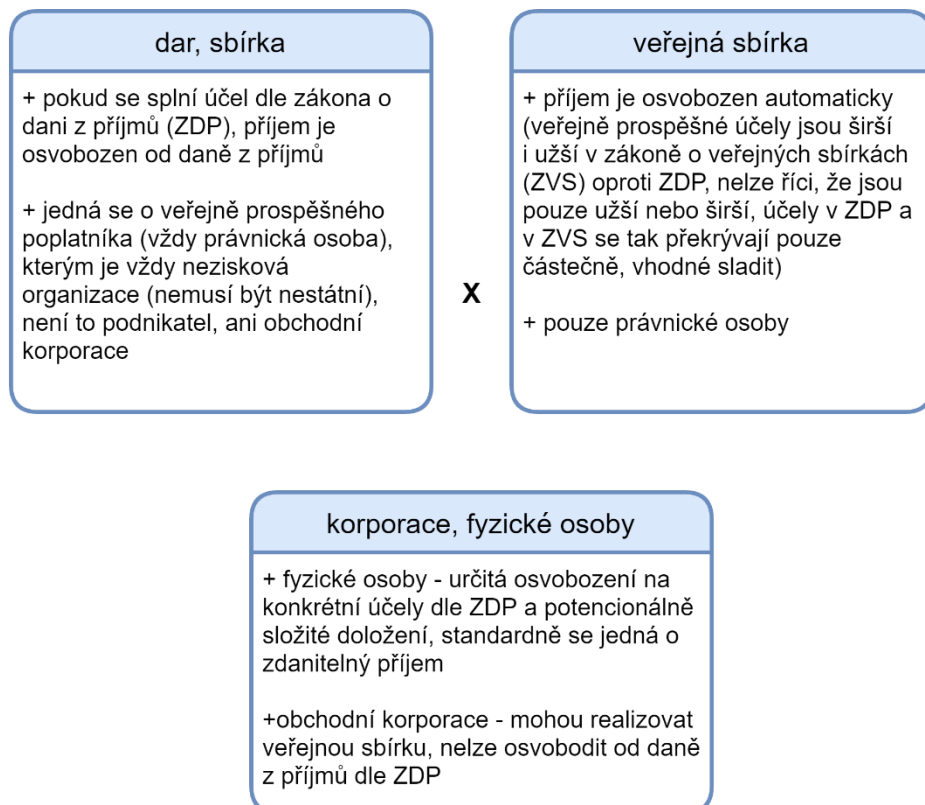 dar, sbírka
+ pokud se splní účel dle zákona o
dani z příjmů (ZDP), příjem je
osvobozen od daně z příjmů
+ jedná se o veřejně prospěšného
poplatníka (vždy právnická osoba),
kterým je vždy nezisková
organizace (nemusí být nestátní),
není to podnikatel, ani obchodní
korporace
X
veřejná sbírka
+ příjem je osvobozen automaticky
(veřejně prospěšné účely jsou širší
i užší v zákoně o veřejných sbírkách
(ZVS) oproti ZDP, nelze říci, že jsou
pouze užší nebo širší, účely v ZDP a
v ZVS se tak překrývají pouze
částečně, vhodné sladit)
+ pouze právnické osoby
korporace, fyzické osoby
+ fyzické osoby - určitá osvobození na
konkrétní účely dle ZDP a potencionálně
složité doložení, standardně se jedná o
zdanitelný příjem
+obchodní korporace - mohou realizovat
veřejnou sbírku, nelze osvobodit od daně
z příjmů dle ZDP